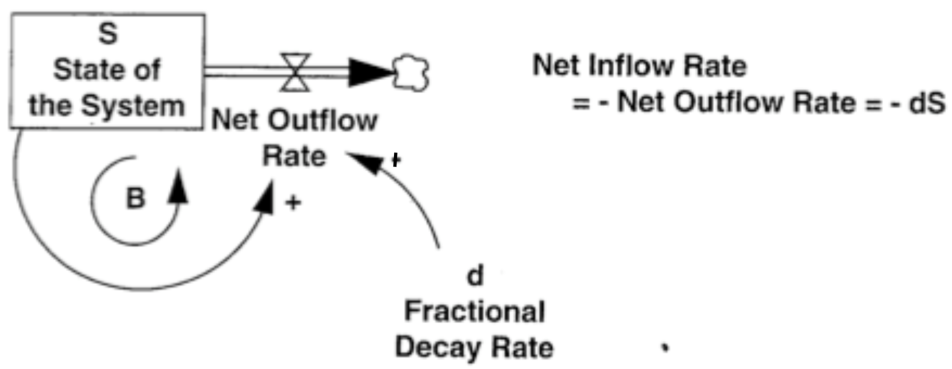 S
State of
the System
Net Inflow Rate
= - Net Outflow Rate = - dS
Net Outflow
Rate
+
B
+
d
Fractional
Decay Rate